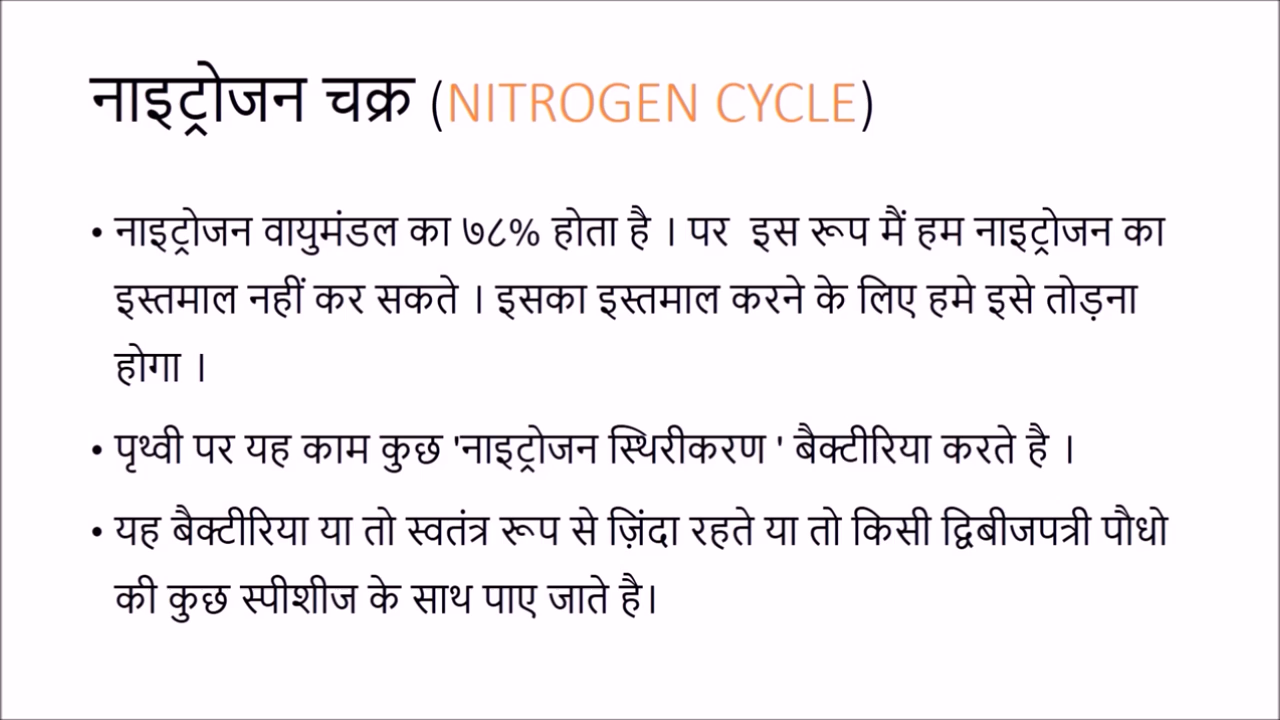 नाइट्रोजन चक्र (NITROGEN CYCLE)
• नाइट्रोजन वायुमंडल का ७८% होता है । पर इस रूप मैं हम नाइट्रोजन का
इस्तमाल नहीं कर सकते । इसका इस्तमाल करने के लिए हमे इसे तोड़ना
होगा ।
• पृथ्वी पर यह काम कुछ 'नाइट्रोजन स्थिरीकरण ' बैक्टीरिया करते है ।
• यह बैक्टीरिया या तो स्वतंत्र रूप से ज़िंदा रहते या तो किसी द्विबीजपत्री पौधो
की कुछ स्पीशीज के साथ पाए जाते है।